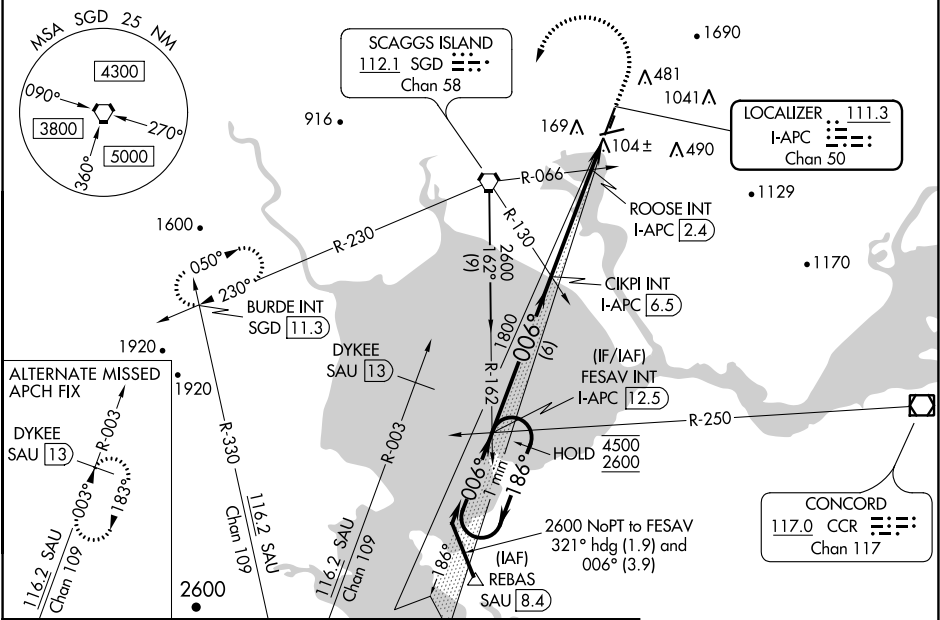 MSA SGD 25 NM
4300
090°
3800
270°
5000
360°
SCAGGS ISLAND
112.1 SGD
Chan 58
1690
481
1041
LOCALIZER 111.3
I-APC
Chan 50
916
169
104±
490
R-066
ROOSE INT
I-APC 2.4
1129
R-130
1600
R-230
2600
162°
(9)
CIKPI INT
I-APC 6.5
1170
050°
230°
BURDE INT
SGD 11.3
1800
006°
(6)
DYKEE
SAU 13
R-162
(IF/IAF)
FESAV INT
I-APC 12.5
1920
1920
ALTERNATE MISSED
APCH FIX
DYKEE
SAU 13
R-003
003°
183°
116.2 SAU
Chan 109
R-330
116.2 SAU
Chan 109
2600
R-003
116.2 SAU
Chan 109
R-250
HOLD 4500
2600
006°
1 min
186°
186°
2600 NoPT to FESAV
321° hdg (1.9) and
006° (3.9)
(IAF)
REBAS
SAU 8.4
CONCORD
117.0 CCR
Chan 117